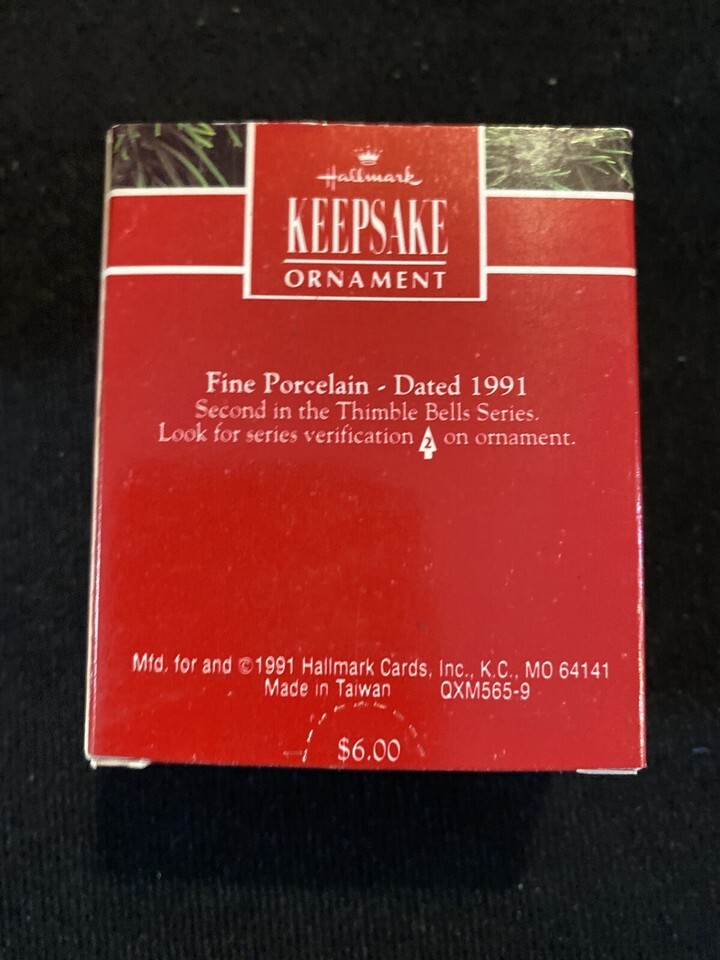 Hallmark
KEEPSAKE
ORNAMENT
Fine Porcelain - Dated 1991
Second in the Thimble Bells Series.
Look for series verification 2 on ornament.
Mfd. for and ©1991 Hallmark Cards, Inc., K.C., MO 64141
Made in Taiwan QXM565-9
$6.00